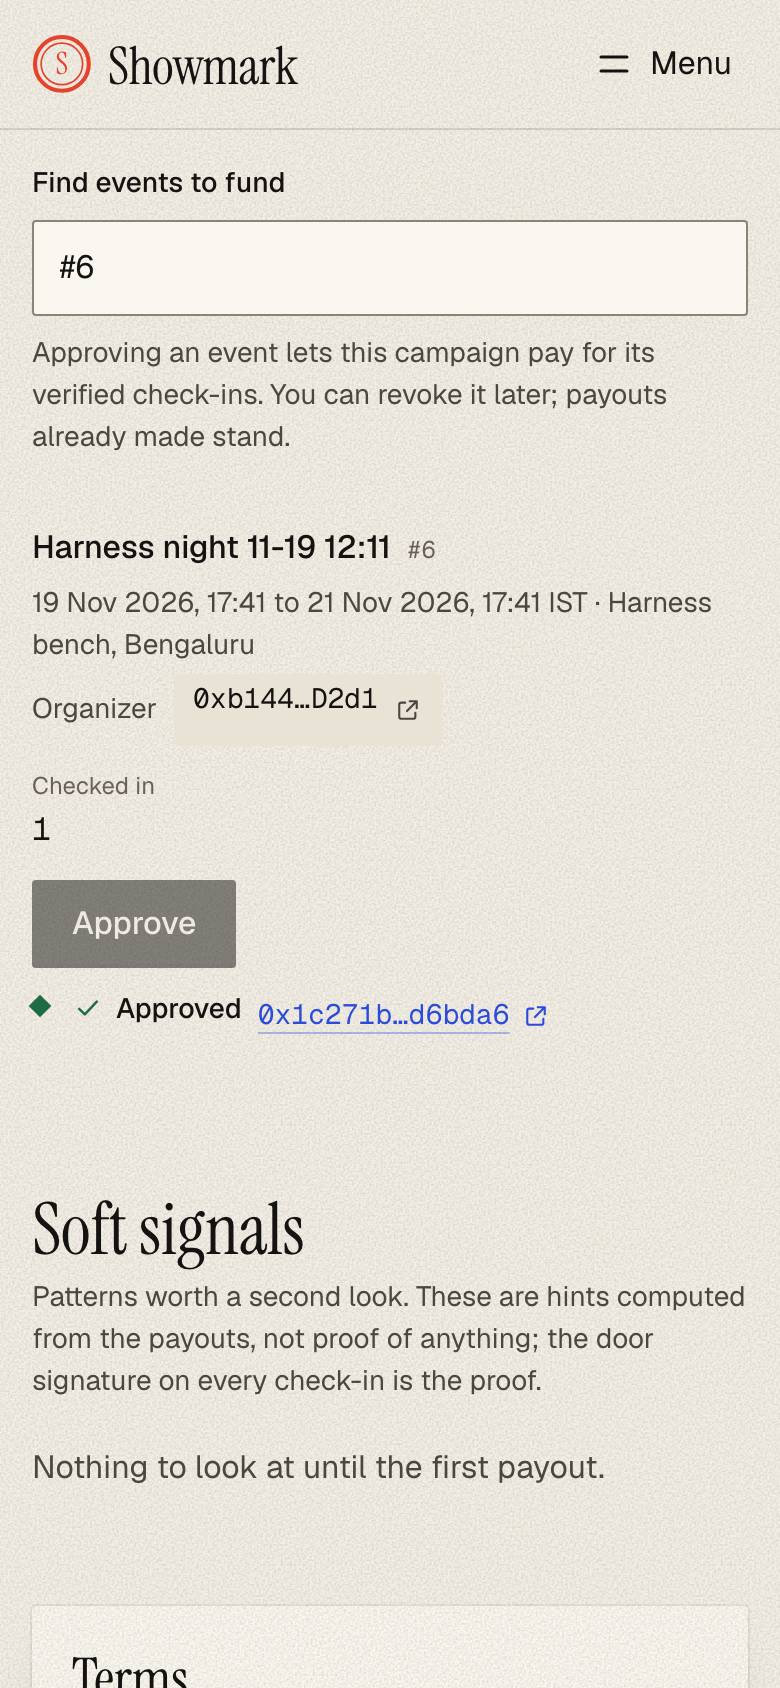 S Showmark
Menu
Find events to fund
#6
Approving an event lets this campaign pay for its
verified check-ins. You can revoke it later; payouts
already made stand.
Harness night 11-19 12:11 #6
19 Nov 2026, 17:41 to 21 Nov 2026, 17:41 IST · Harness
bench, Bengaluru
Organizer 0xb144…D2d1
Checked in
1
Approve
Approved 0x1c271b…d6bda6
Soft signals
Patterns worth a second look. These are hints computed
from the payouts, not proof of anything; the door
signature on every check-in is the proof.
Nothing to look at until the first payout.
Terms